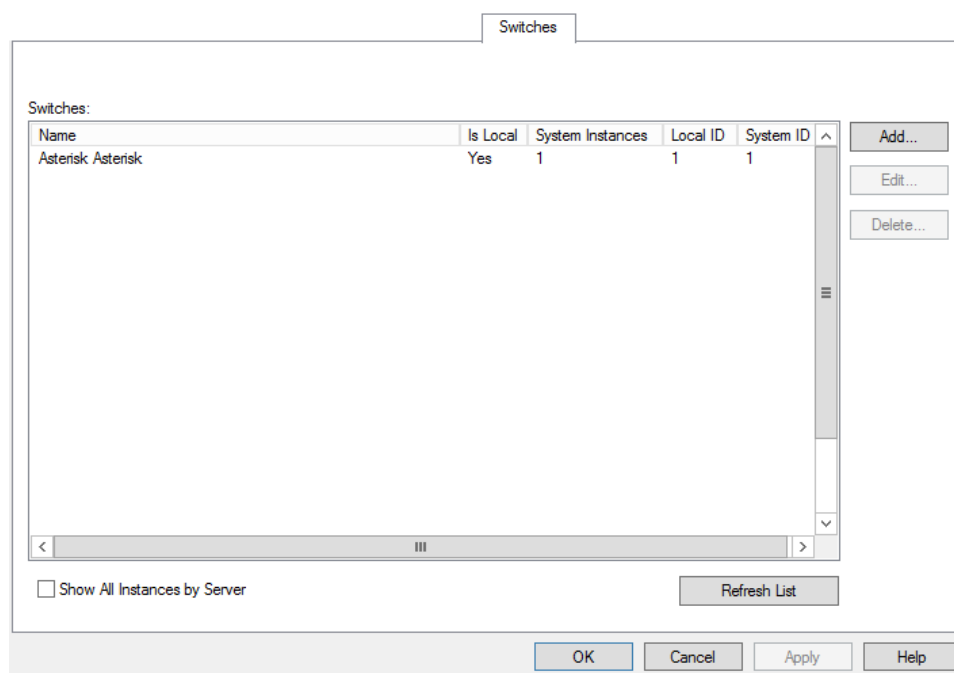 Switches
Switches:
Name Is Local System Instances Local ID System ID
Asterisk Asterisk Yes 1 1 1
Add...
Edit...
Delete...
Show All Instances by Server
Refresh List
OK Cancel Apply Help